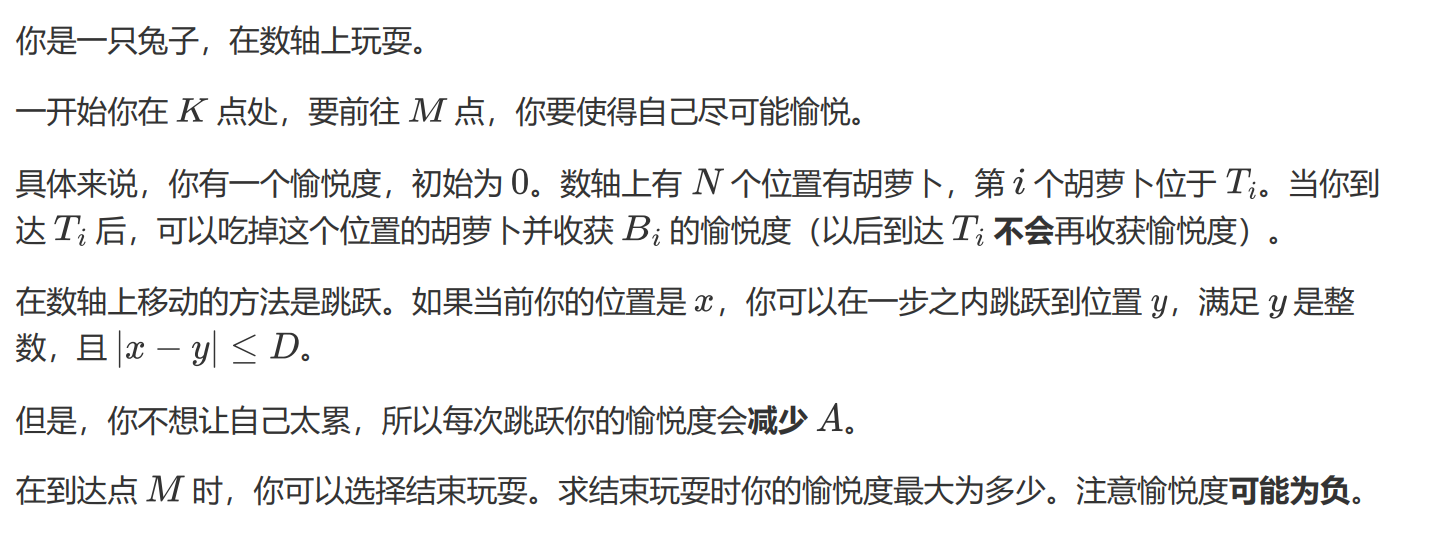 你是一只兔子，在数轴上玩耍。
一开始你在 K 点处，要前往 M 点，你要使得自己尽可能愉悦。
具体来说，你有一个愉悦度，初始为 0。数轴上有 N 个位置有胡萝卜，第 i 个胡萝卜位于 T_i。当你到
达 T_i 后，可以吃掉这个位置的胡萝卜并收获 B_i 的愉悦度（以后到达 T_i 不会再收获愉悦度）。
在数轴上移动的方法是跳跃。如果当前你的位置是 x，你可以在一步之内跳跃到位置 y，满足 y 是整
数，且 |x − y| ≤ D。
但是，你不想让自己太累，所以每次跳跃你的愉悦度会减少 A。
在到达点 M 时，你可以选择结束玩耍。求结束玩耍时你的愉悦度最大为多少。注意愉悦度可能为负。